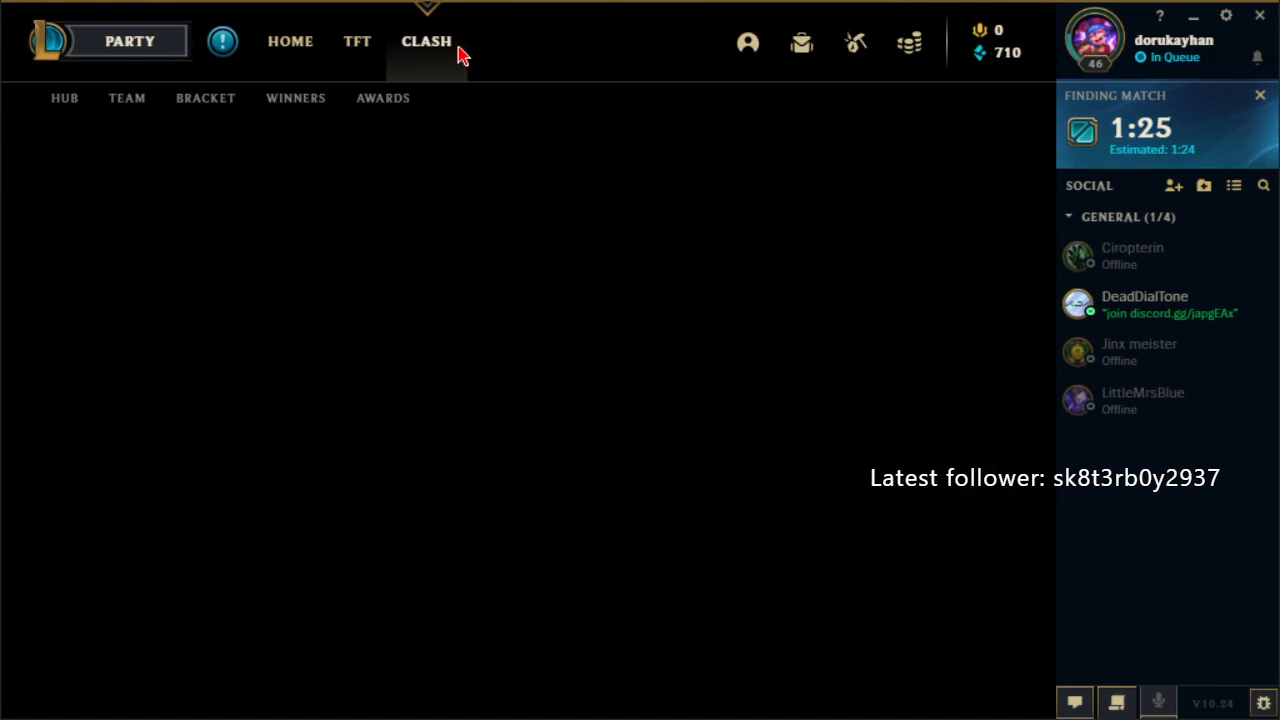 PARTY
HOME
TFT
CLASH
0
710
?
46
dorukayhan
In Queue
HUB
TEAM
BRACKET
WINNERS
AWARDS
FINDING MATCH
1:25
Estimated: 1:24
SOCIAL
GENERAL (1/4)
Ciropterin
Offline
DeadDialTone
"join discord.gg/japgEAx"
Jinx meister
Offline
LittleMrsBlue
Offline
Latest follower: sk8t3rb0y2937
V10.24